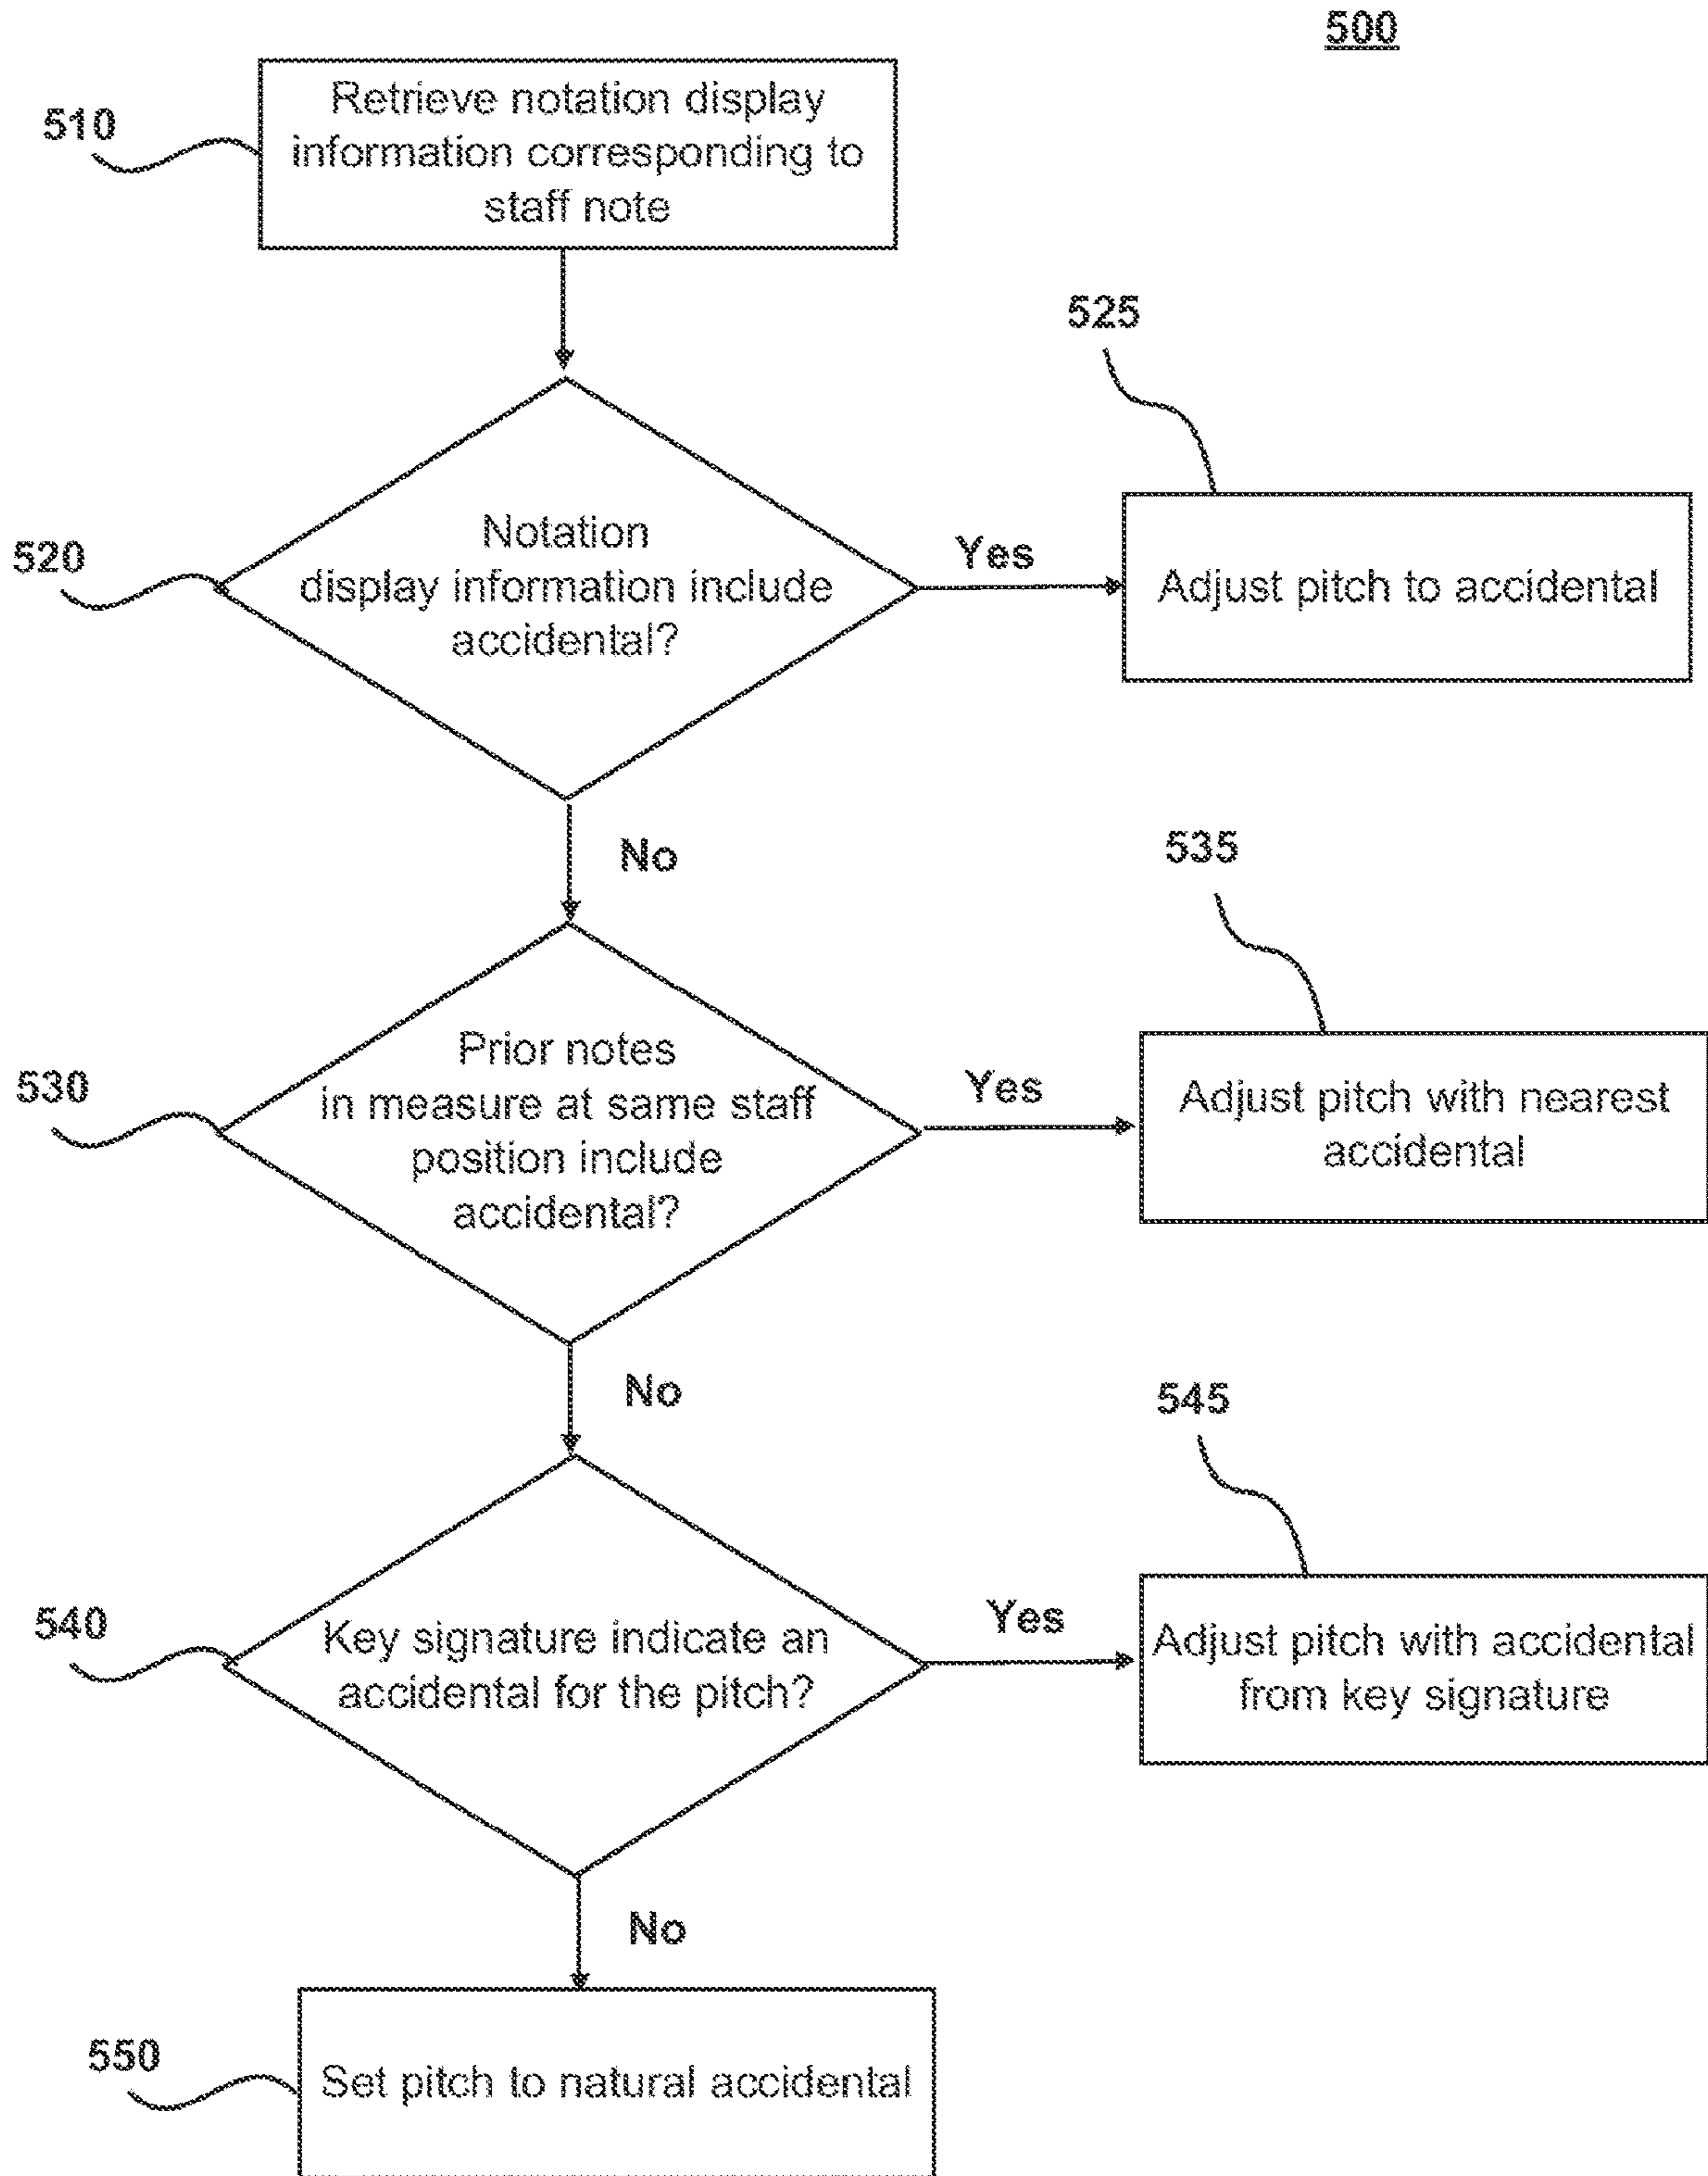 500
510
Retrieve notation display
information corresponding to
staff note
525
520
Notation
display information include
accidental?
Yes
Adjust pitch to accidental
No
535
530
Prior notes
in measure at same staff
position include
accidental?
Yes
Adjust pitch with nearest
accidental
No
545
540
Key signature indicate an
accidental for the pitch?
Yes
Adjust pitch with accidental
from key signature
No
550
Set pitch to natural accidental